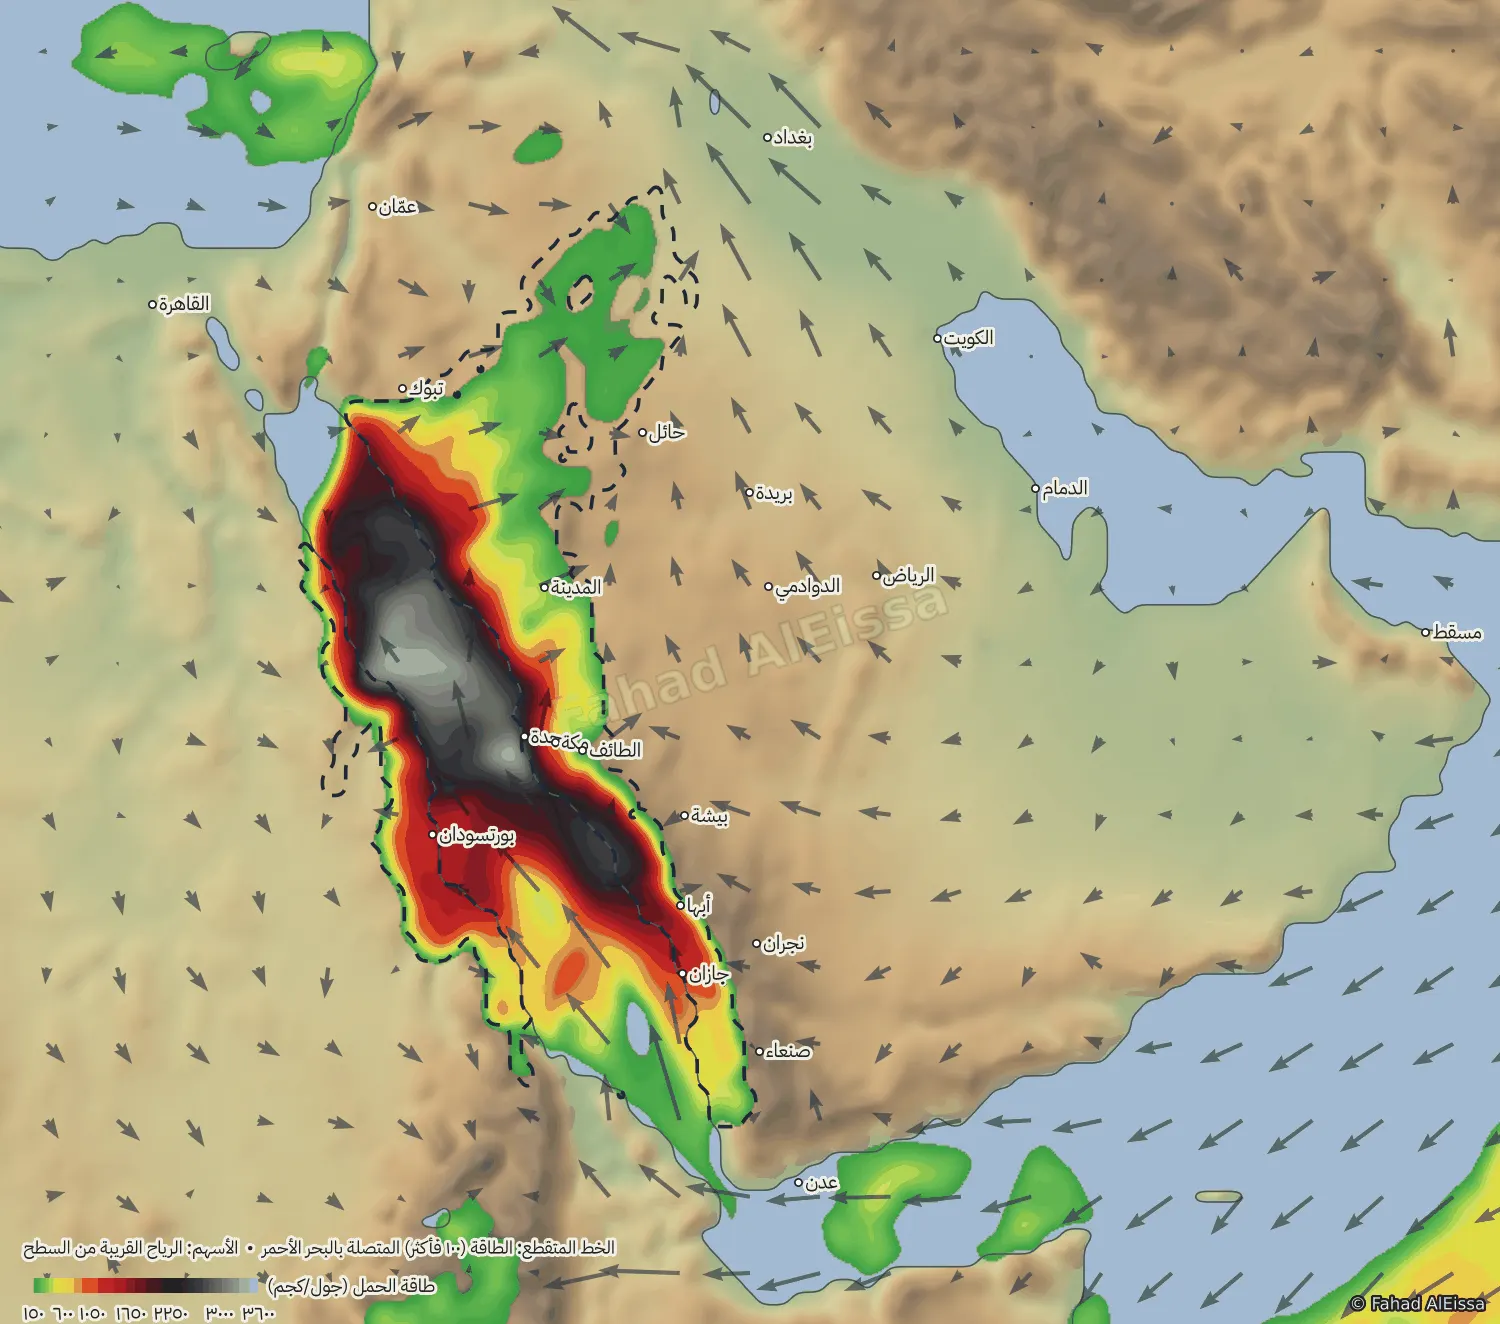 بغداد
عمّان
القاهرة
الكويت
تبوك
حائل
الدمام
بريدة
الرياض
الدوادمي
المدينة
مسقط
Fahad AlEissa
جدة
مكة
الطائف
بيشة
بورتسودان
أبها
نجران
جازان
صنعاء
عدن
الخط المتقطع: الطاقة (١٠٠ فأكثر) المتصلة بالبحر الأحمر • الأسهم: الرياح القريبة من السطح
طاقة الحمل (جول/كجم)
١٥٠ ٦٠٠ ١٠٥٠ ١٦٥٠ ٢٢٥٠ ٣٠٠٠ ٣٦٠٠
© Fahad AlEissa